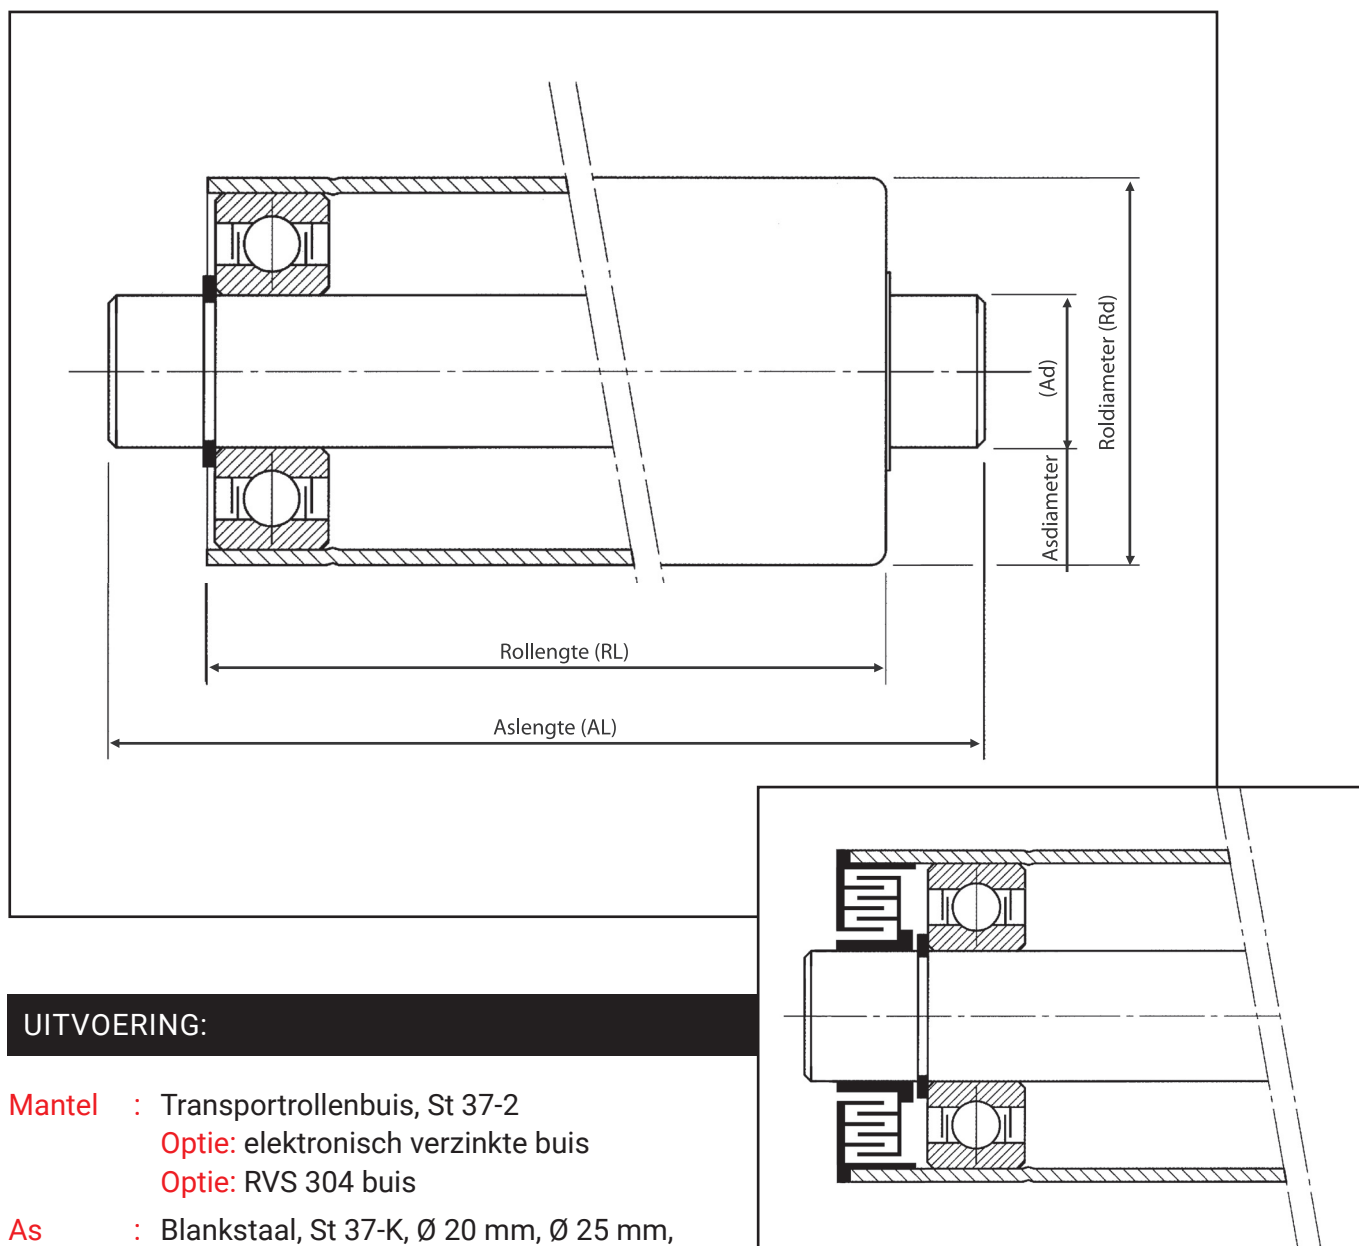 Roldiameter (Rd)
(Ad)
Asdiameter
Rollengte (RL)
Aslengte (AL)
UITVOERING:
Mantel : Transportrollenbuis, St 37-2
Optie: elektronisch verzinkte buis
Optie: RVS 304 buis
As : Blankstaal, St 37-K, Ø 20 mm, Ø 25 mm,